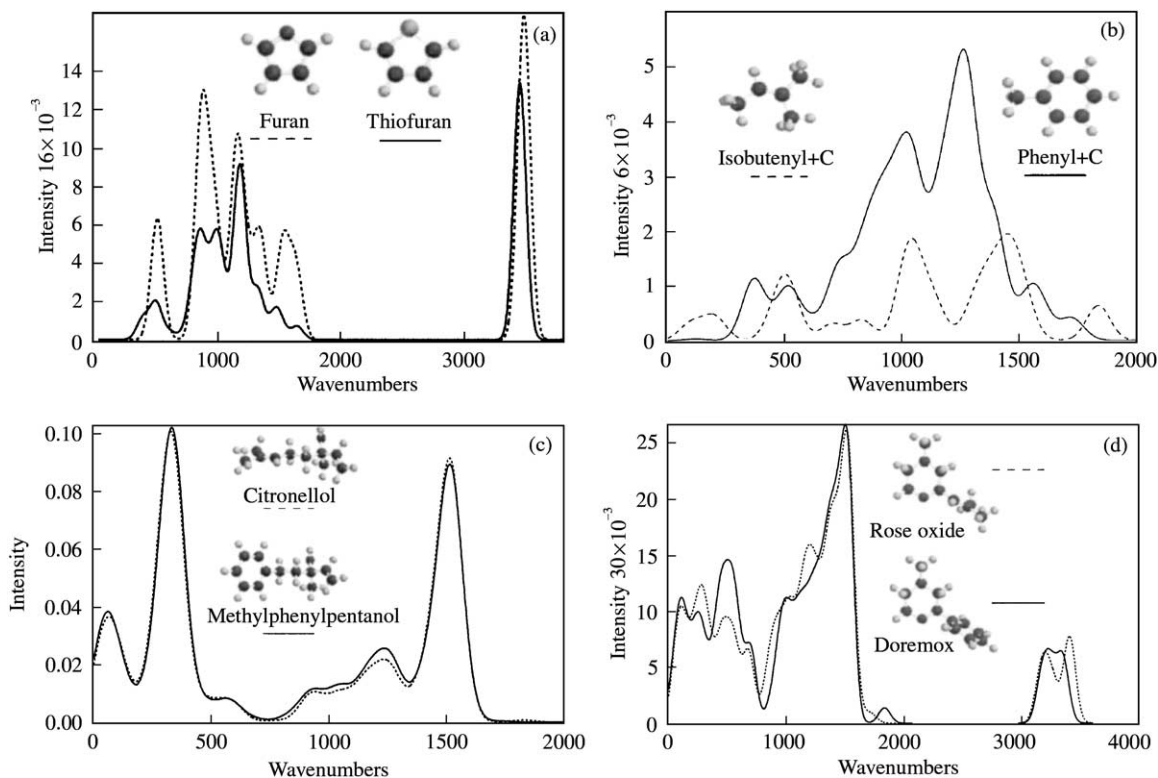 (a)
Intensity 16×10⁻³
14
12
10
8
6
4
2
0
Furan
Thiofuran
0 1000 2000 3000
Wavenumbers
(b)
Intensity 6×10⁻³
5
4
3
2
1
0
Isobutenyl+C
Phenyl+C
0 500 1000 1500 2000
Wavenumbers
(c)
Intensity
0.10
0.08
0.06
0.04
0.02
0.00
Citronellol
Methylphenylpentanol
0 500 1000 1500 2000
Wavenumbers
(d)
Intensity 30×10⁻³
25
20
15
10
5
0
Rose oxide
Doremox
0 1000 2000 3000 4000
Wavenumbers